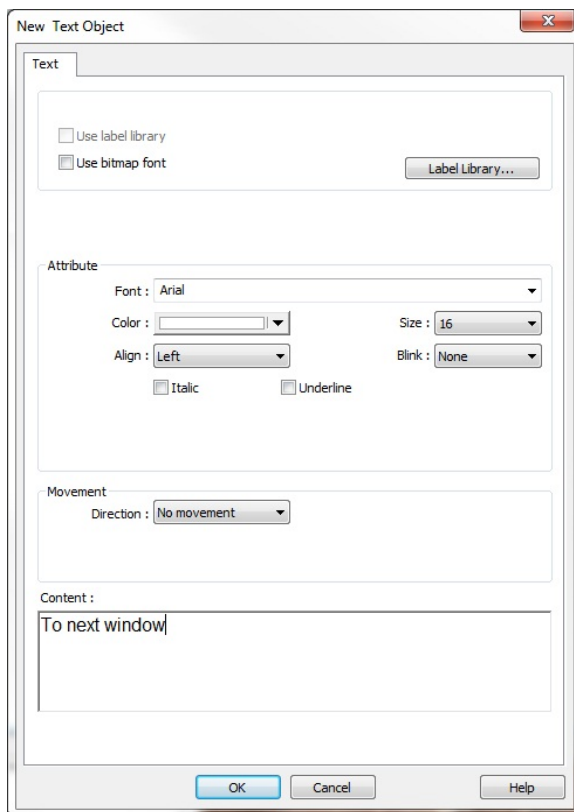 New Text Object
Text
Use label library
Use bitmap font
Label Library...
Attribute
Font : Arial
Color : Size : 16
Align : Left Blink : None
Italic Underline
Movement
Direction : No movement
Content :
To next window
OK Cancel Help